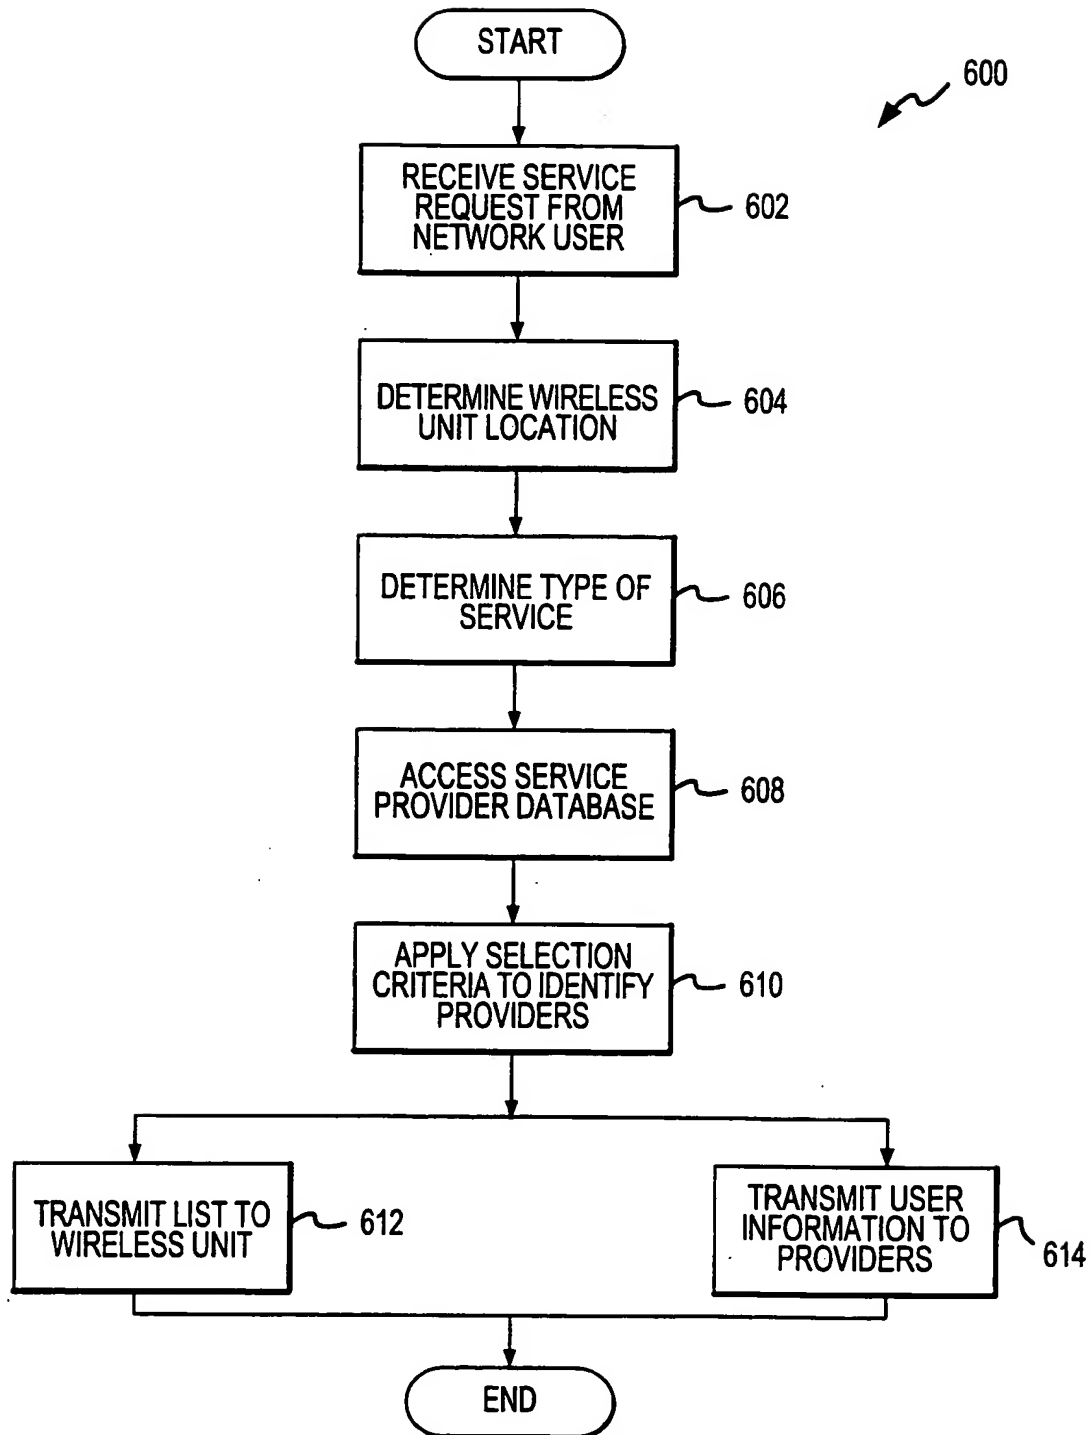 START
600
RECEIVE SERVICE
REQUEST FROM
NETWORK USER
602
DETERMINE WIRELESS
UNIT LOCATION
604
DETERMINE TYPE OF
SERVICE
606
ACCESS SERVICE
PROVIDER DATABASE
608
APPLY SELECTION
CRITERIA TO IDENTIFY
PROVIDERS
610
TRANSMIT LIST TO
WIRELESS UNIT
612
TRANSMIT USER
INFORMATION TO
PROVIDERS
614
END